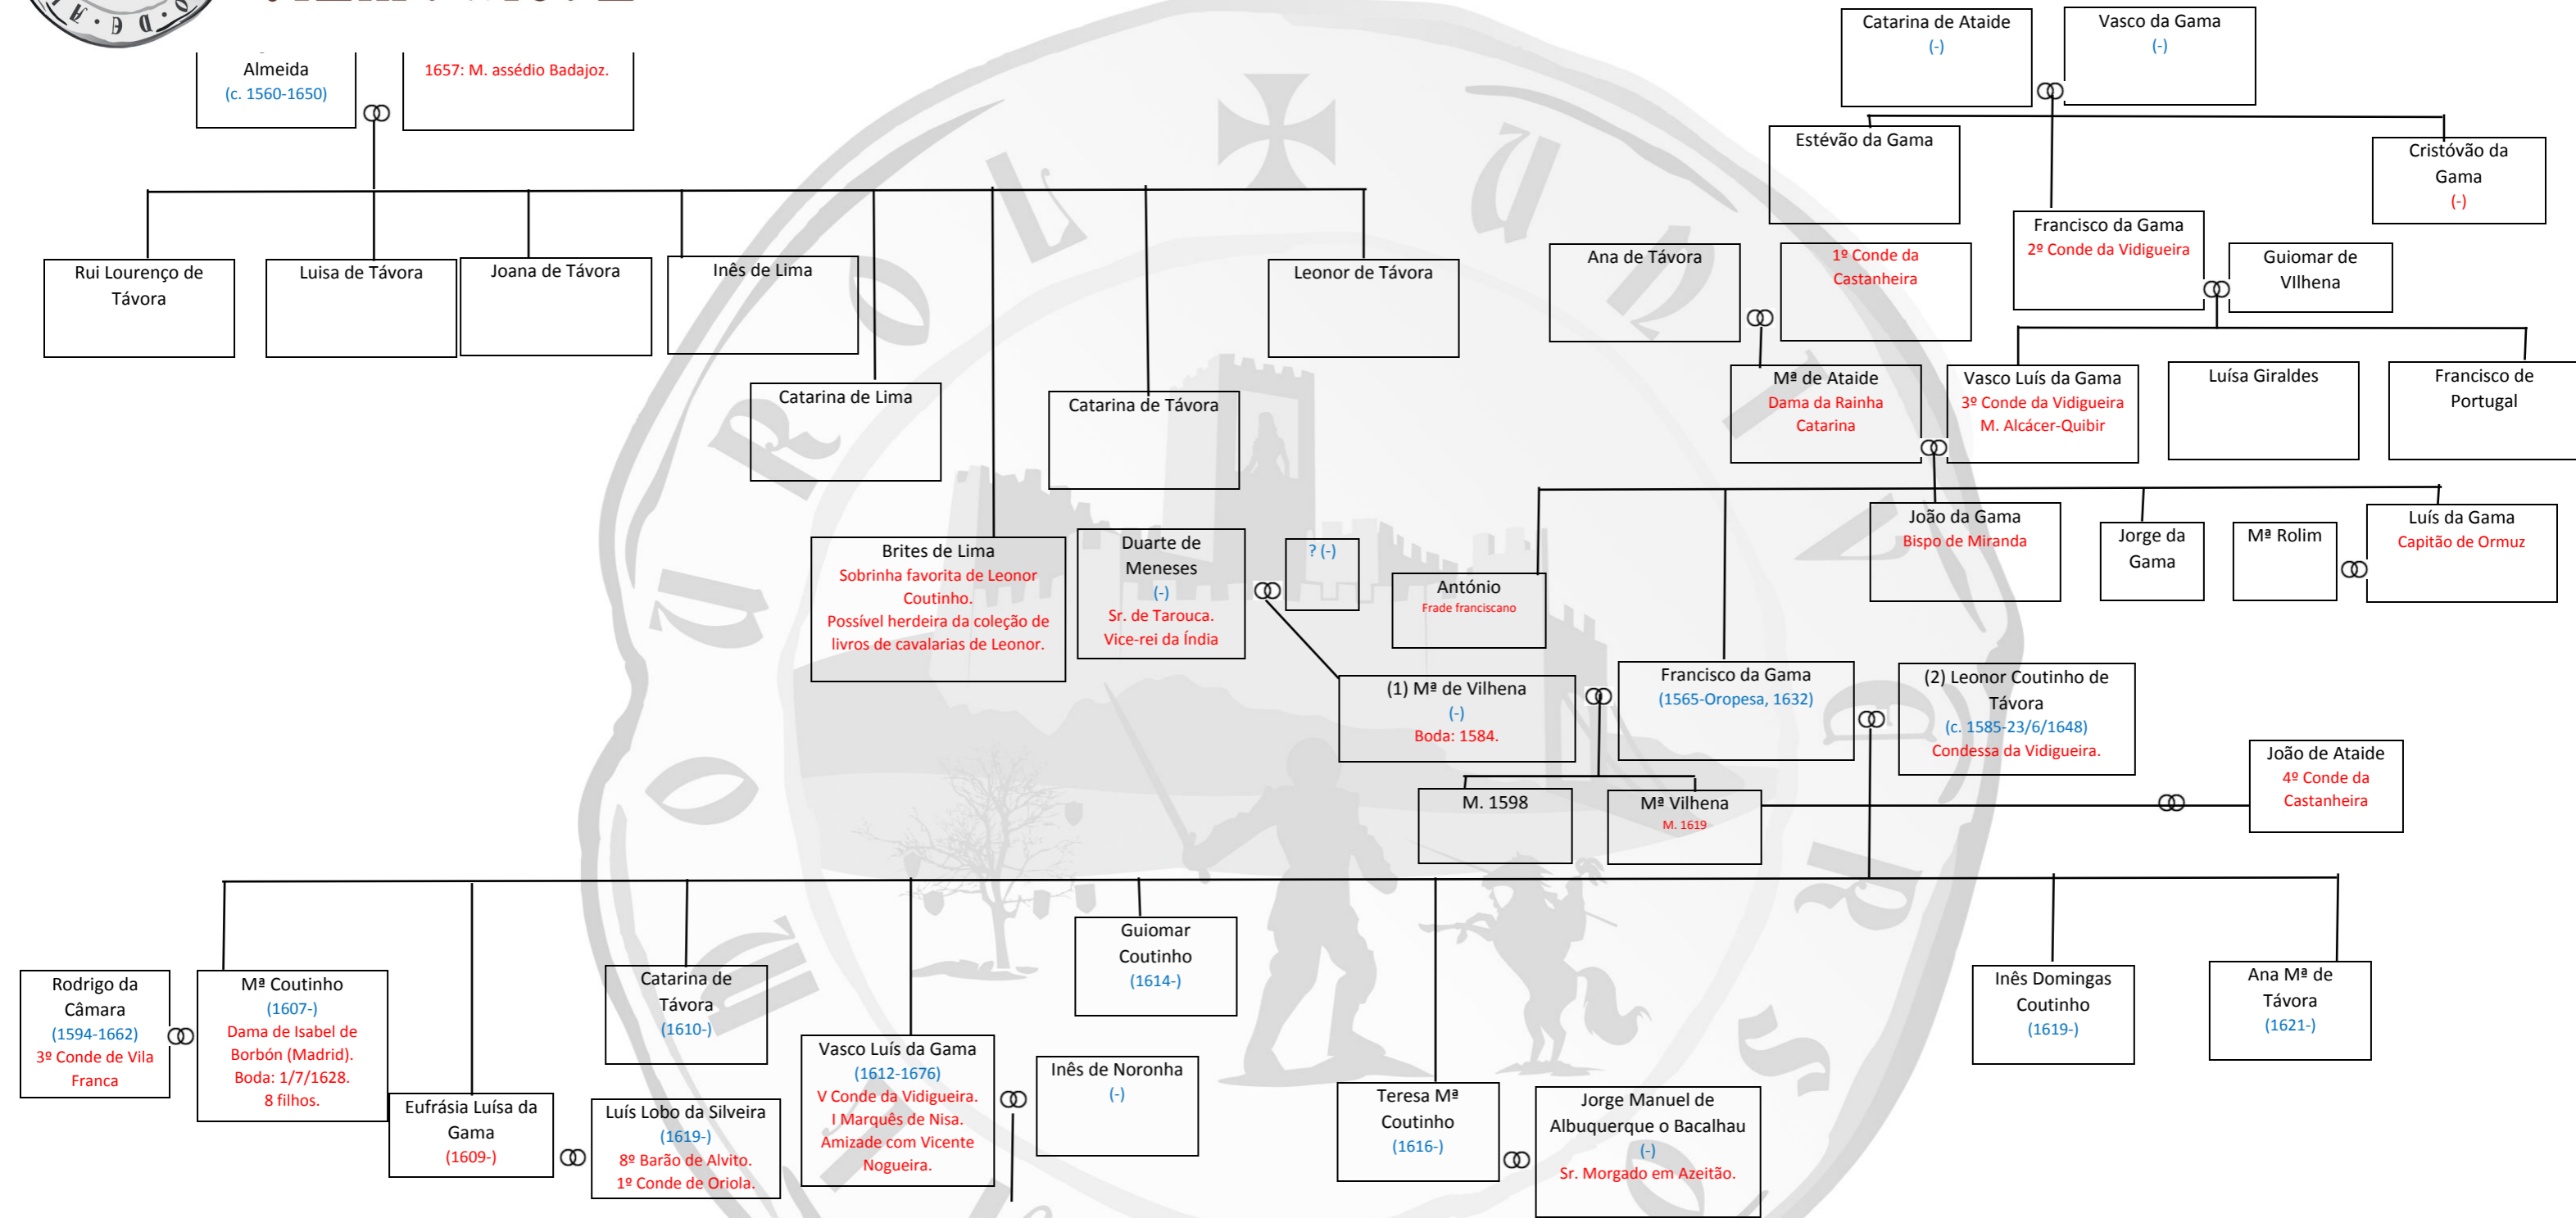 Catarina de Ataide
(-)
Vasco da Gama
(-)
Almeida
(c. 1560-1650)
1657: M. assédio Badajoz.
Estévão da Gama
Cristóvão da
Gama
(-)
Francisco da Gama
2º Conde da Vidigueira
Guiomar de
VIlhena
Rui Lourenço de
Távora
Luisa de Távora
Joana de Távora
Inês de Lima
Leonor de Távora
Ana de Távora
1º Conde da
Castanheira
Catarina de Lima
Catarina de Távora
Mª de Ataide
Dama da Rainha
Catarina
Vasco Luís da Gama
3º Conde da Vidigueira
M. Alcácer-Quibir
Luísa Giraldes
Francisco de
Portugal
Brites de Lima
Sobrinha favorita de Leonor
Coutinho.
Possível herdeira da coleção de
livros de cavalarias de Leonor.
Duarte de
Meneses
(-)
Sr. de Tarouca.
Vice-rei da Índia
? (-)
António
Frade franciscano
João da Gama
Bispo de Miranda
Jorge da
Gama
Mª Rolim
Luís da Gama
Capitão de Ormuz
(1) Mª de Vilhena
(-)
Boda: 1584.
Francisco da Gama
(1565-Oropesa, 1632)
(2) Leonor Coutinho de
Távora
(c. 1585-23/6/1648)
Condessa da Vidigueira.
João de Ataide
4º Conde da
Castanheira
M. 1598
Mª Vilhena
M. 1619
Rodrigo da
Câmara
(1594-1662)
3º Conde de Vila
Franca
Mª Coutinho
(1607-)
Dama de Isabel de
Borbón (Madrid).
Boda: 1/7/1628.
8 filhos.
Eufrásia Luísa da
Gama
(1609-)
Luís Lobo da Silveira
(1619-)
8º Barão de Alvito.
1º Conde de Oriola.
Catarina de
Távora
(1610-)
Vasco Luís da Gama
(1612-1676)
V Conde da Vidigueira.
I Marquês de Nisa.
Amizade com Vicente
Nogueira.
Inês de Noronha
(-)
Guiomar
Coutinho
(1614-)
Teresa Mª
Coutinho
(1616-)
Jorge Manuel de
Albuquerque o Bacalhau
(-)
Sr. Morgado em Azeitão.
Inês Domingas
Coutinho
(1619-)
Ana Mª de
Távora
(1621-)